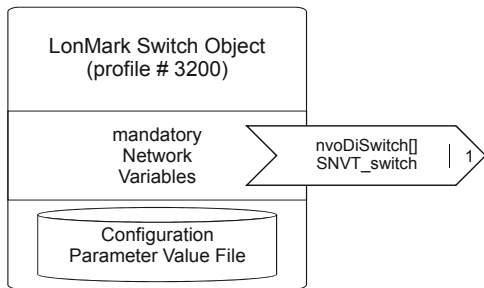 LonMark Switch Object
(profile # 3200)
mandatory
Network
Variables
nvoDiSwitch[]
SNVT_switch
1
Configuration
Parameter Value File